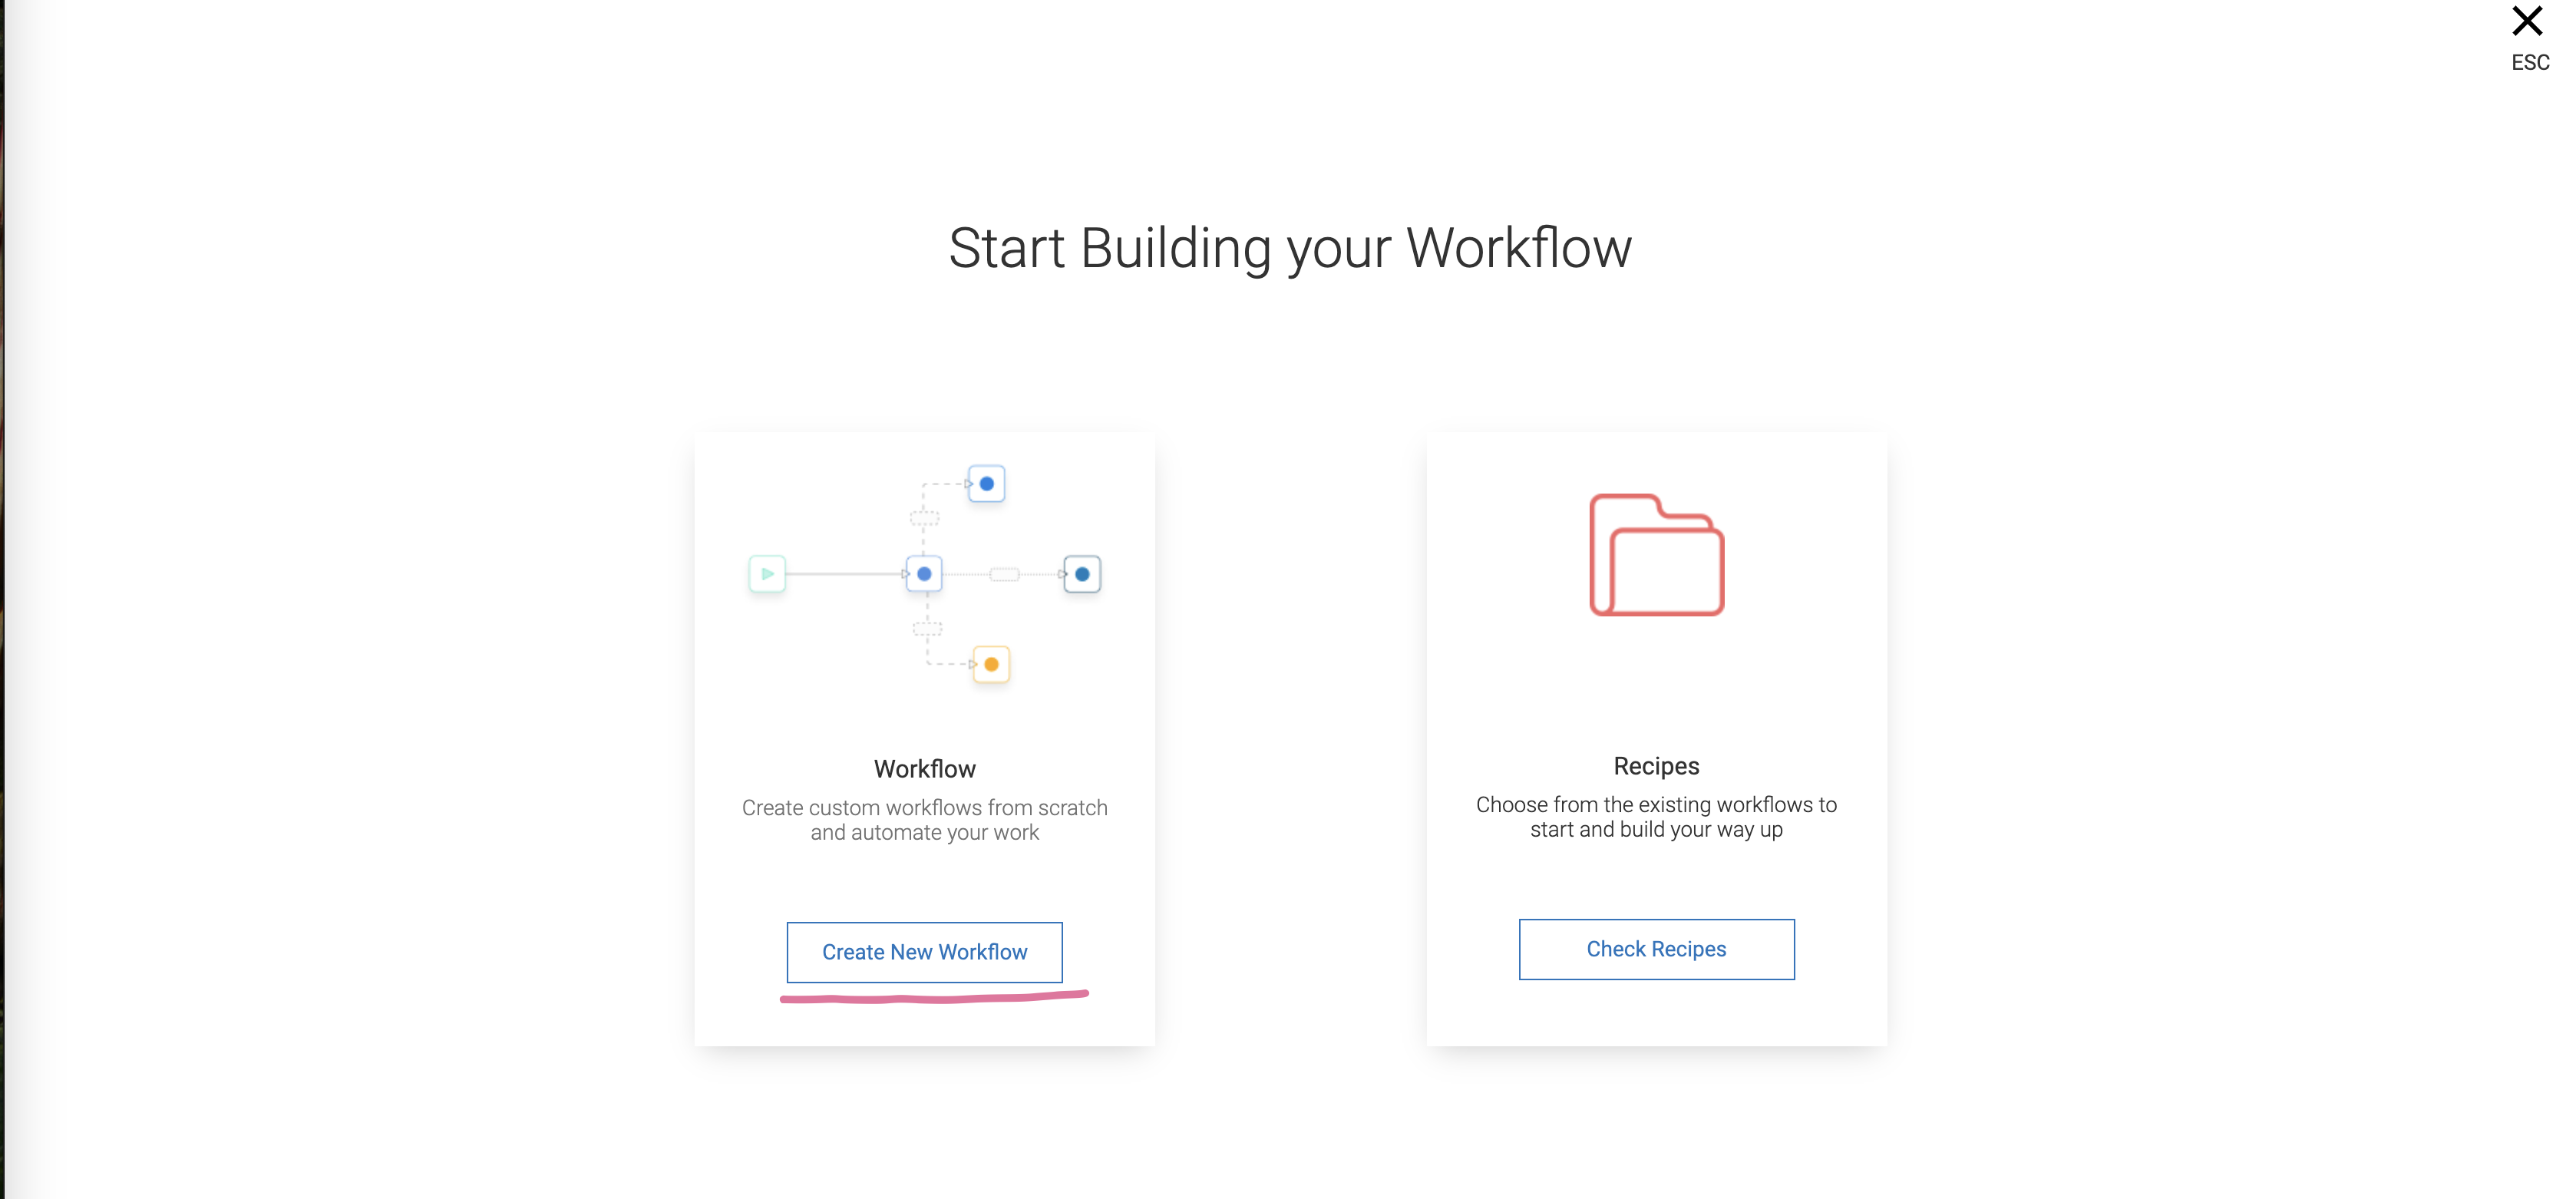 ESC
Start Building your Workflow
Workflow
Create custom workflows from scratch
and automate your work
Create New Workflow
Recipes
Choose from the existing workflows to
start and build your way up
Check Recipes